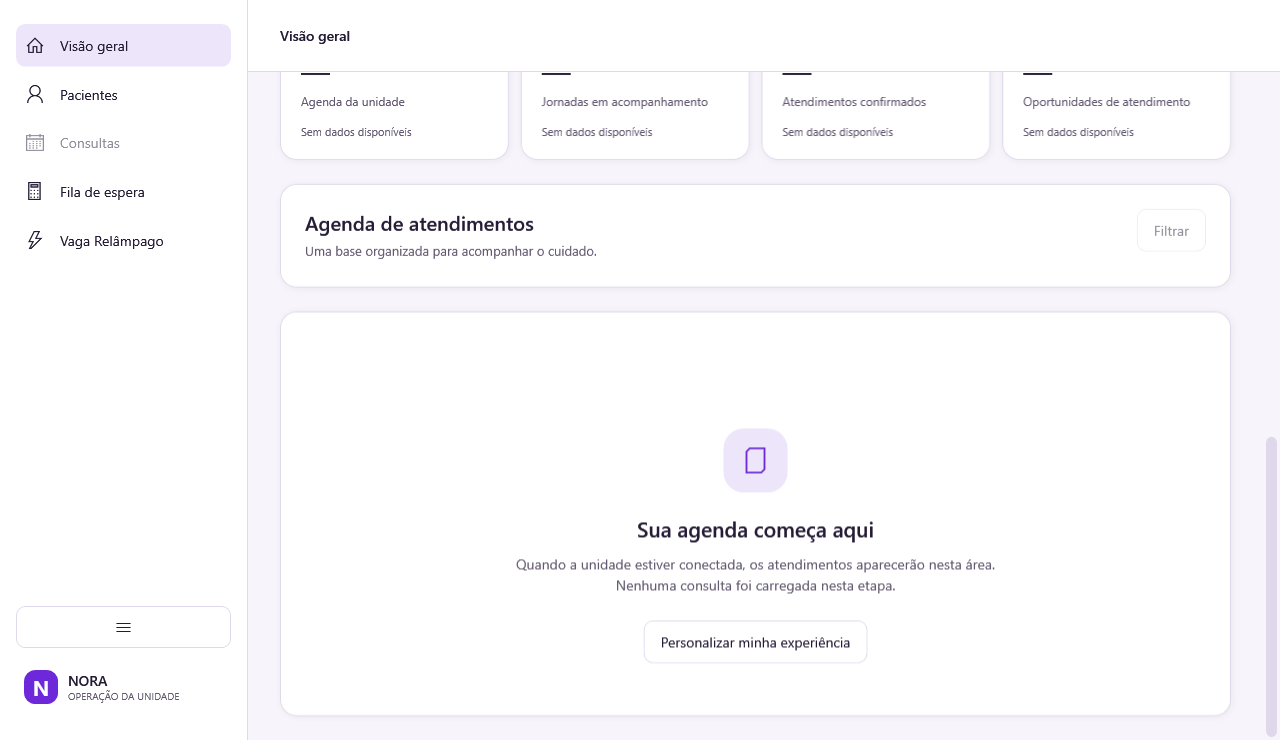 Visão geral
Pacientes
Consultas
Fila de espera
Vaga Relâmpago
N
NORA
OPERAÇÃO DA UNIDADE
Visão geral
Agenda da unidade
Sem dados disponíveis
Jornadas em acompanhamento
Sem dados disponíveis
Atendimentos confirmados
Sem dados disponíveis
Oportunidades de atendimento
Sem dados disponíveis
Agenda de atendimentos
Uma base organizada para acompanhar o cuidado.
Filtrar
Sua agenda começa aqui
Quando a unidade estiver conectada, os atendimentos aparecerão nesta área.
Nenhuma consulta foi carregada nesta etapa.
Personalizar minha experiência